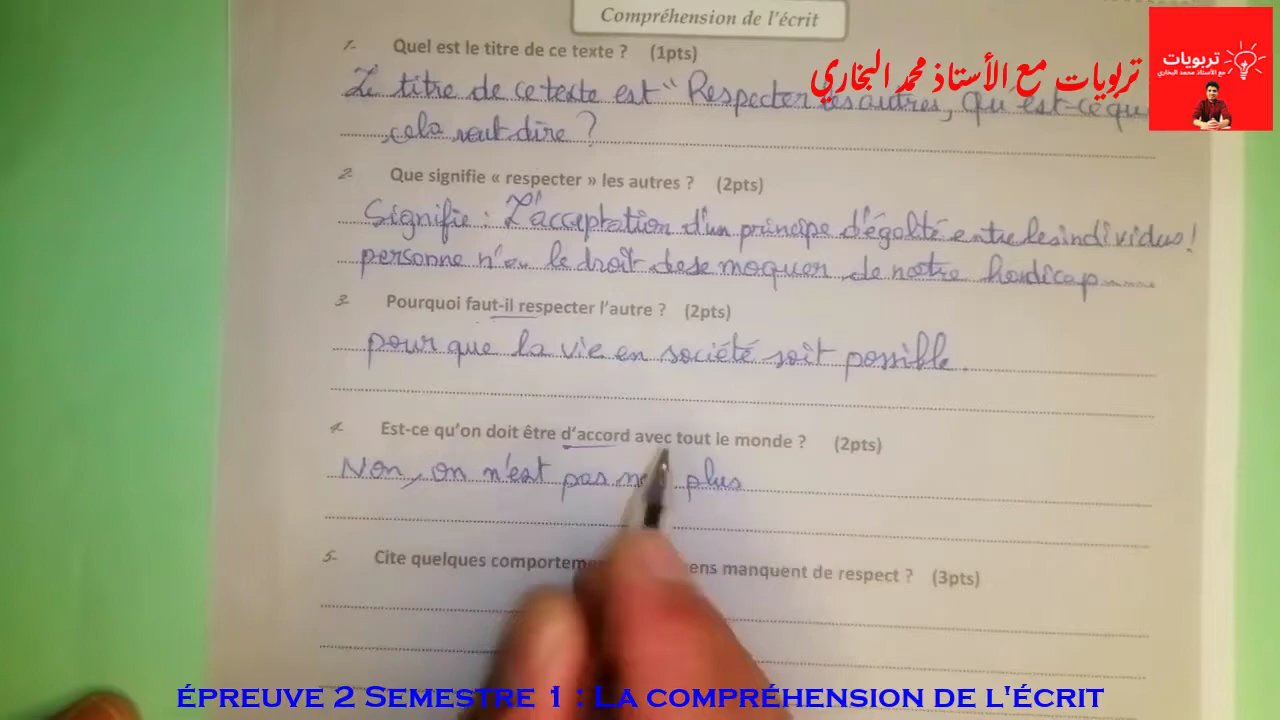 Compréhension de l'écrit
1- Quel est le titre de ce texte ? (1pts)
Le titre de ce texte est " Respecter les autres, qu'est-ce que
cela veut dire ?
2- Que signifie « respecter » les autres ? (2pts)
Signifie : L'acceptation d'un principe d'égalité entre les individus !
personne n'a le droit de se moquer de notre handicap
3- Pourquoi faut-il respecter l'autre ? (2pts)
pour que la vie en société soit possible.
4- Est-ce qu'on doit être d'accord avec tout le monde ? (2pts)
Non, on n'est pas plus
5- Cite quelques ens manquent de respect ? (3pts)
تربويات مع الأستاذ محمد البخاري
تربويات
مع الأستاذ محمد البخاري
épreuve 2 Semestre 1 : La compréhension de l'écrit